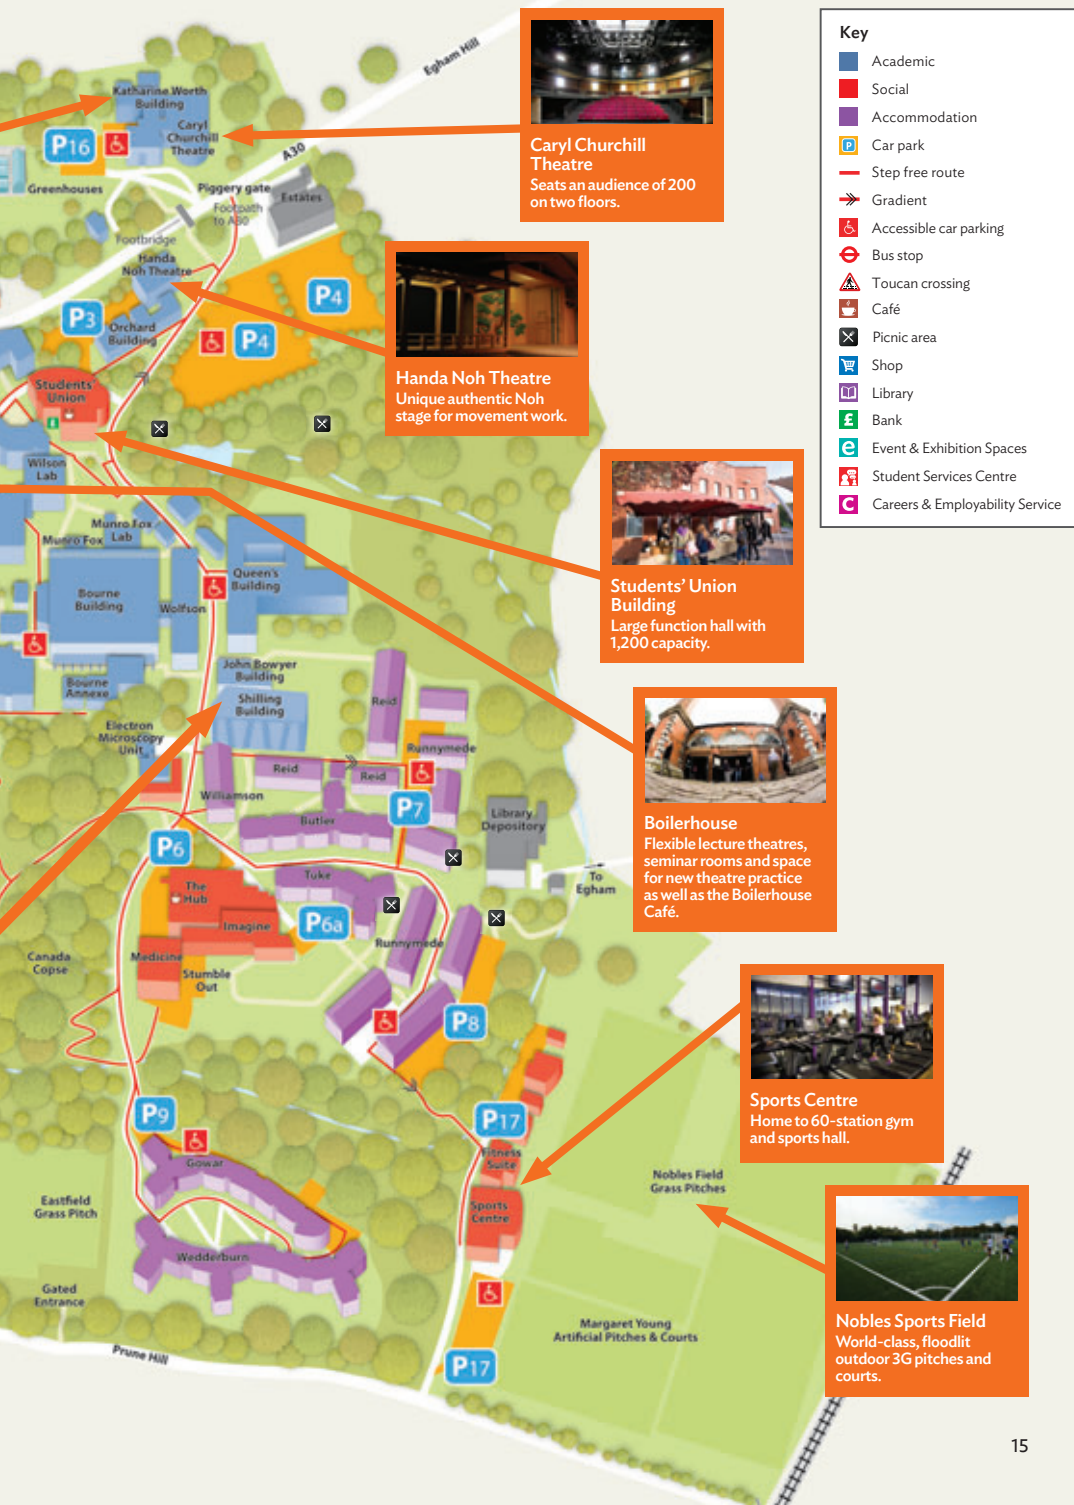 Egham Hill
A30
Katharine Worth
Building
Caryl
Churchill
Theatre
P16
Greenhouses
Piggery gate
Footpath
to A30
Estates
Footbridge
Handa
Noh Theatre
P4
P3
Orchard
Building
P4
Students'
Union
£
Wilson
Lab
Munro Fox
Lab
Munro Fox
Queen's
Building
Bourne
Building
Wolfson
John Bowyer
Building
Bourne
Annexe
Shilling
Building
Reid
Electron
Microscopy
Unit
Runnymede
Reid
Reid
Williamson
P7
Butler
Library
Depository
P6
Tuke
To
Egham
The
Hub
Imagine
P6a
Runnymede
Canada
Copse
Medicine
Stumble
Out
P8
P9
P17
Gowar
Fitness
Suite
Nobles Field
Grass Pitches
Eastfield
Grass Pitch
Sports
Centre
Wedderburn
Gated
Entrance
Margaret Young
Artificial Pitches & Courts
Prune Hill
P17
Caryl Churchill
Theatre
Seats an audience of 200
on two floors.
Handa Noh Theatre
Unique authentic Noh
stage for movement work.
Students' Union
Building
Large function hall with
1,200 capacity.
Boilerhouse
Flexible lecture theatres,
seminar rooms and space
for new theatre practice
as well as the Boilerhouse
Café.
Sports Centre
Home to 60-station gym
and sports hall.
Nobles Sports Field
World-class, floodlit
outdoor 3G pitches and
courts.
Key
Academic
Social
Accommodation
P Car park
Step free route
Gradient
Accessible car parking
Bus stop
Toucan crossing
Café
Picnic area
Shop
Library
£ Bank
e Event & Exhibition Spaces
Student Services Centre
C Careers & Employability Service
15